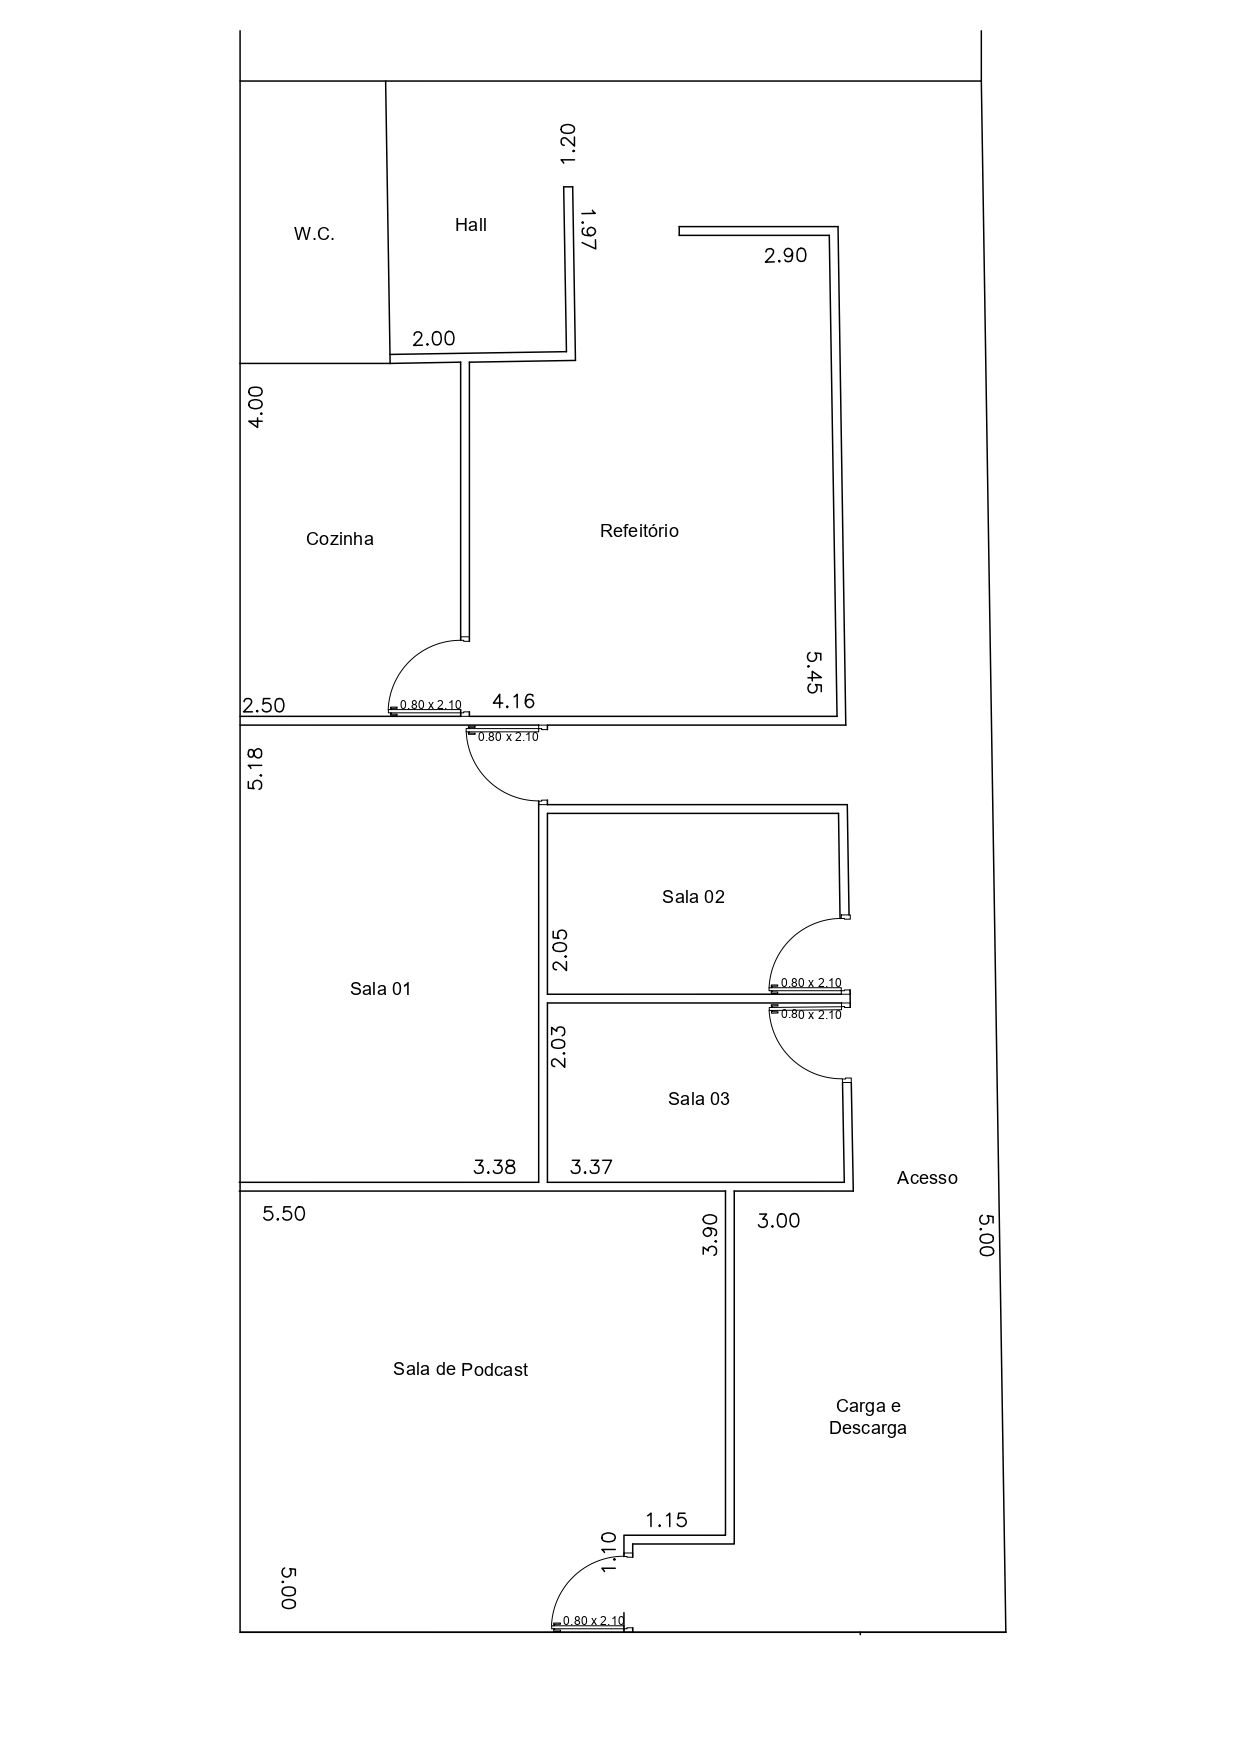 1.20
W.C.
Hall
1.97
2.90
2.00
4.00
Cozinha
Refeitório
5.45
2.50
0.80 x 2.10
4.16
0.80 x 2.10
5.18
Sala 02
2.05
Sala 01
0.80 x 2.10
0.80 x 2.10
2.03
Sala 03
3.38
3.37
Acesso
5.50
3.90
3.00
5.00
Sala de Podcast
Carga e
Descarga
1.15
1.10
5.00
0.80 x 2.10